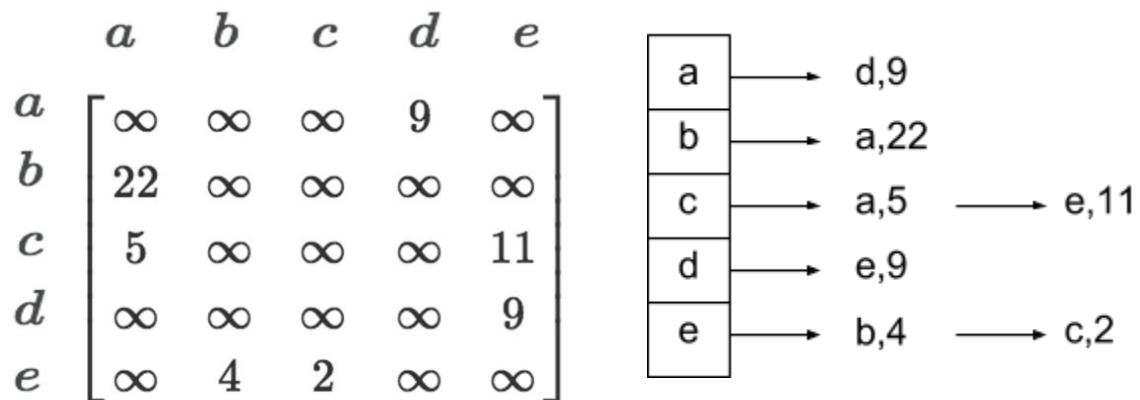 a b c d e
a ∞ ∞ ∞ 9 ∞
b 22 ∞ ∞ ∞ ∞
c 5 ∞ ∞ ∞ 11
d ∞ ∞ ∞ ∞ 9
e ∞ 4 2 ∞ ∞
a d,9
b a,22
c a,5 e,11
d e,9
e b,4 c,2